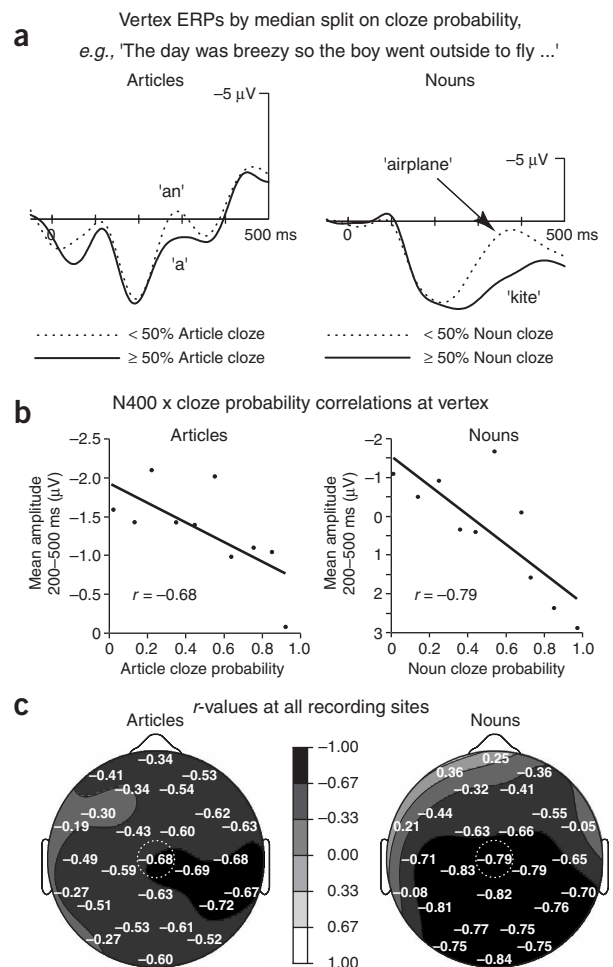 a
Vertex ERPs by median split on cloze probability,
e.g., 'The day was breezy so the boy went outside to fly ...'
Articles
–5 µV
'an'
'a'
0
500 ms
< 50% Article cloze
≥ 50% Article cloze
Nouns
–5 µV
'airplane'
'kite'
0
500 ms
< 50% Noun cloze
≥ 50% Noun cloze
b
N400 x cloze probability correlations at vertex
Articles
Mean amplitude
200–500 ms (µV)
–2.5
–2.0
–1.5
–1.0
–0.5
0
r = –0.68
0 0.2 0.4 0.6 0.8 1.0
Article cloze probability
Nouns
Mean amplitude
200–500 ms (µV)
–2
–1
0
1
2
3
r = –0.79
0 0.2 0.4 0.6 0.8 1.0
Noun cloze probability
c
r-values at all recording sites
Articles
–0.34
–0.41 –0.53
–0.34 –0.54
–0.30 –0.62
–0.19 –0.63
–0.43 –0.60
–0.49 –0.68 –0.68
–0.59 –0.69
–0.27 –0.63 –0.67
–0.51 –0.72
–0.53 –0.61
–0.27 –0.52
–0.60
–1.00
–0.67
–0.33
0.00
0.33
0.67
1.00
Nouns
0.25
0.36 –0.36
–0.32 –0.41
–0.44 –0.55
0.21 –0.05
–0.63 –0.66
–0.71 –0.79 –0.65
–0.83 –0.79
–0.08 –0.82 –0.70
–0.81 –0.76
–0.77 –0.75
–0.75 –0.75
–0.84